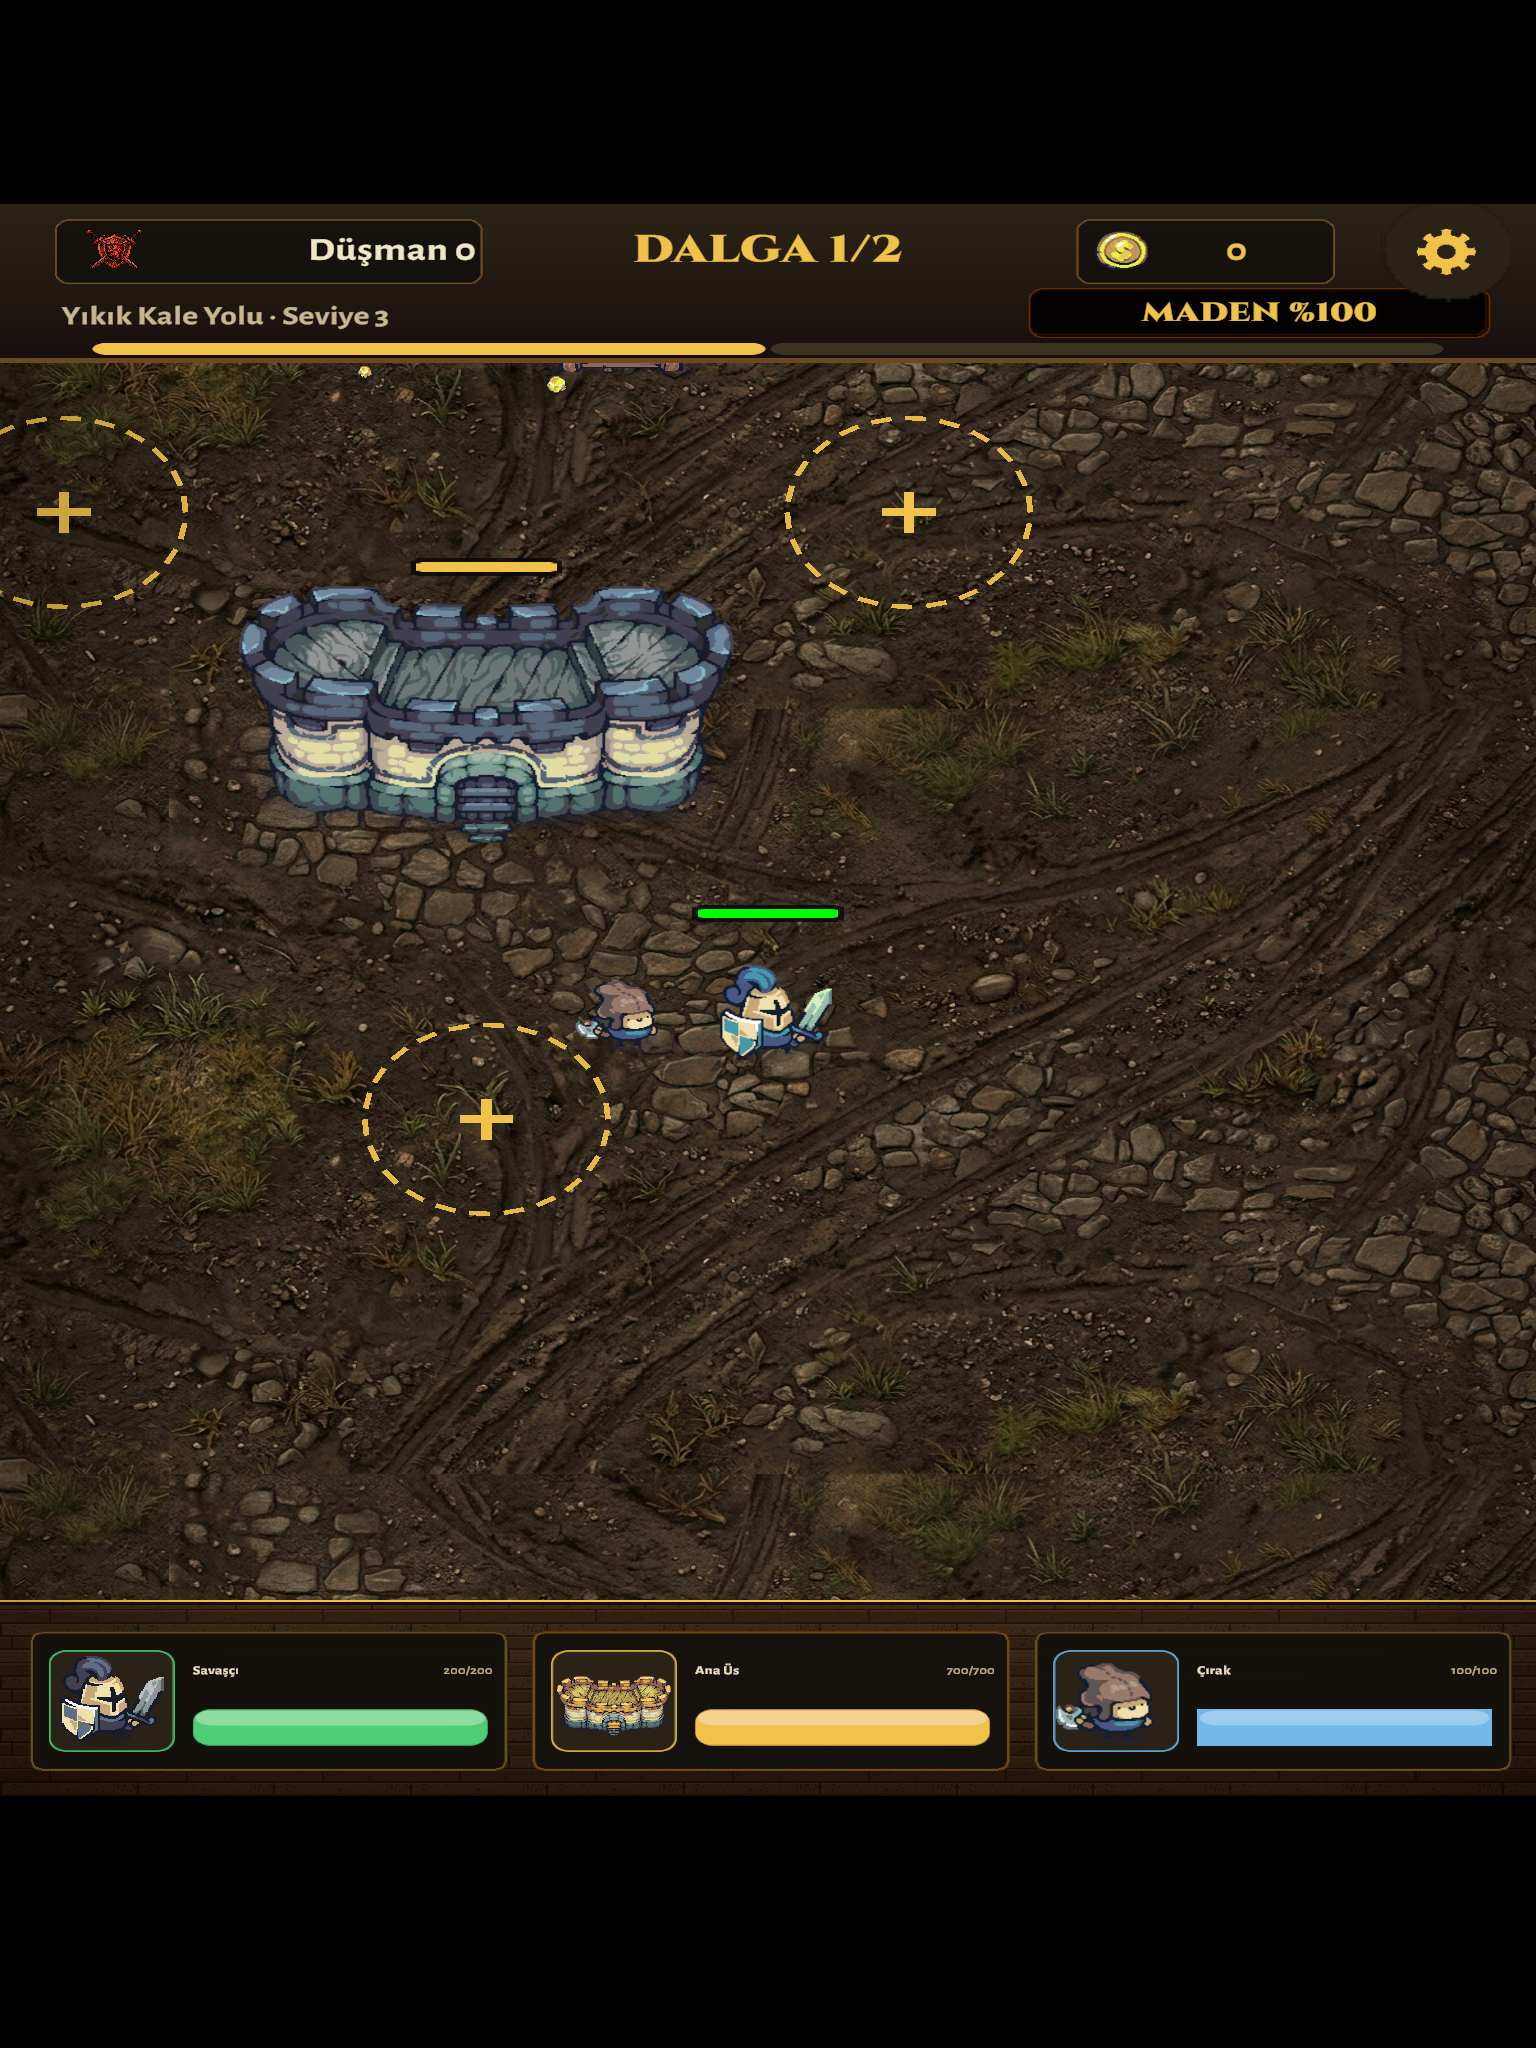 Düşman 0
DALGA 1/2
0
Yıkık Kale Yolu · Seviye 3
MADEN %100
Savaşçı
200/200
Ana Üs
700/700
Çırak
100/100